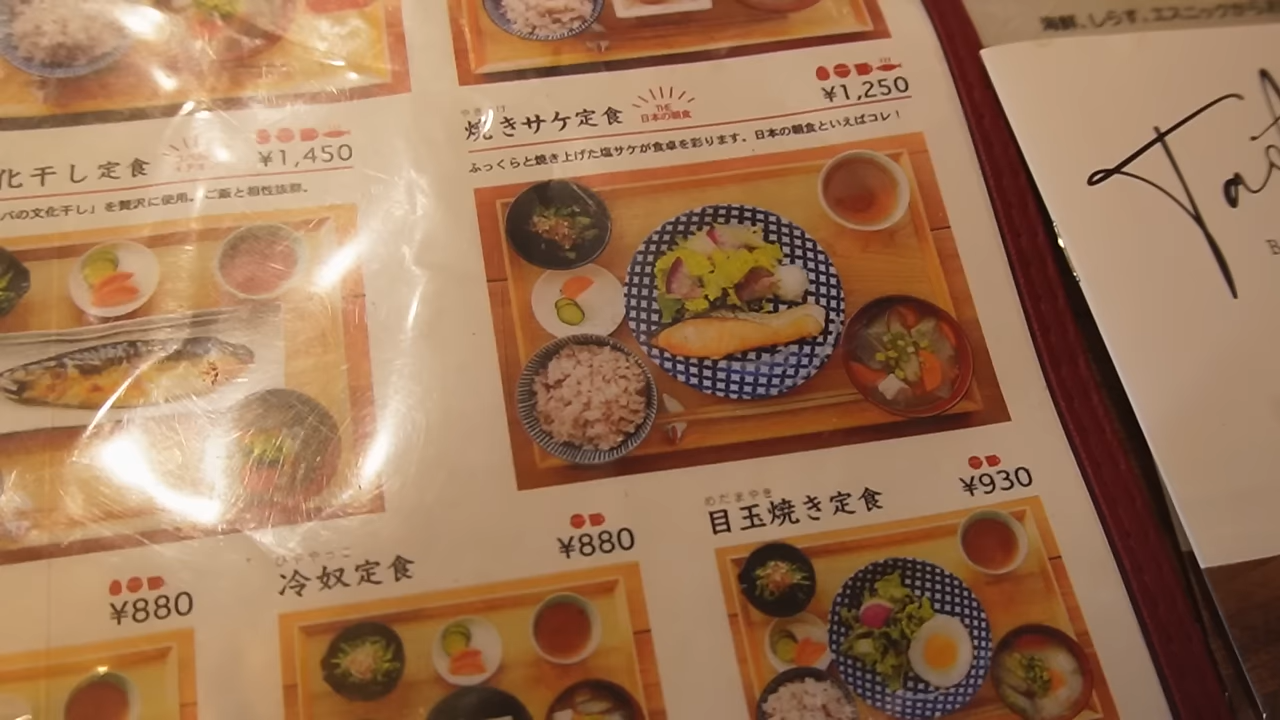 海鮮、しらす、エスニックから
化干し定食
¥1,450
バの文化干し」を贅沢に使用。ご飯と相性抜群。
焼きサケ定食
THE
日本の朝食
¥1,250
ふっくらと焼き上げた塩サケが食卓を彩ります。日本の朝食といえばコレ！
¥880
ひややっこ
冷奴定食
¥880
めだまやき
目玉焼き定食
¥930